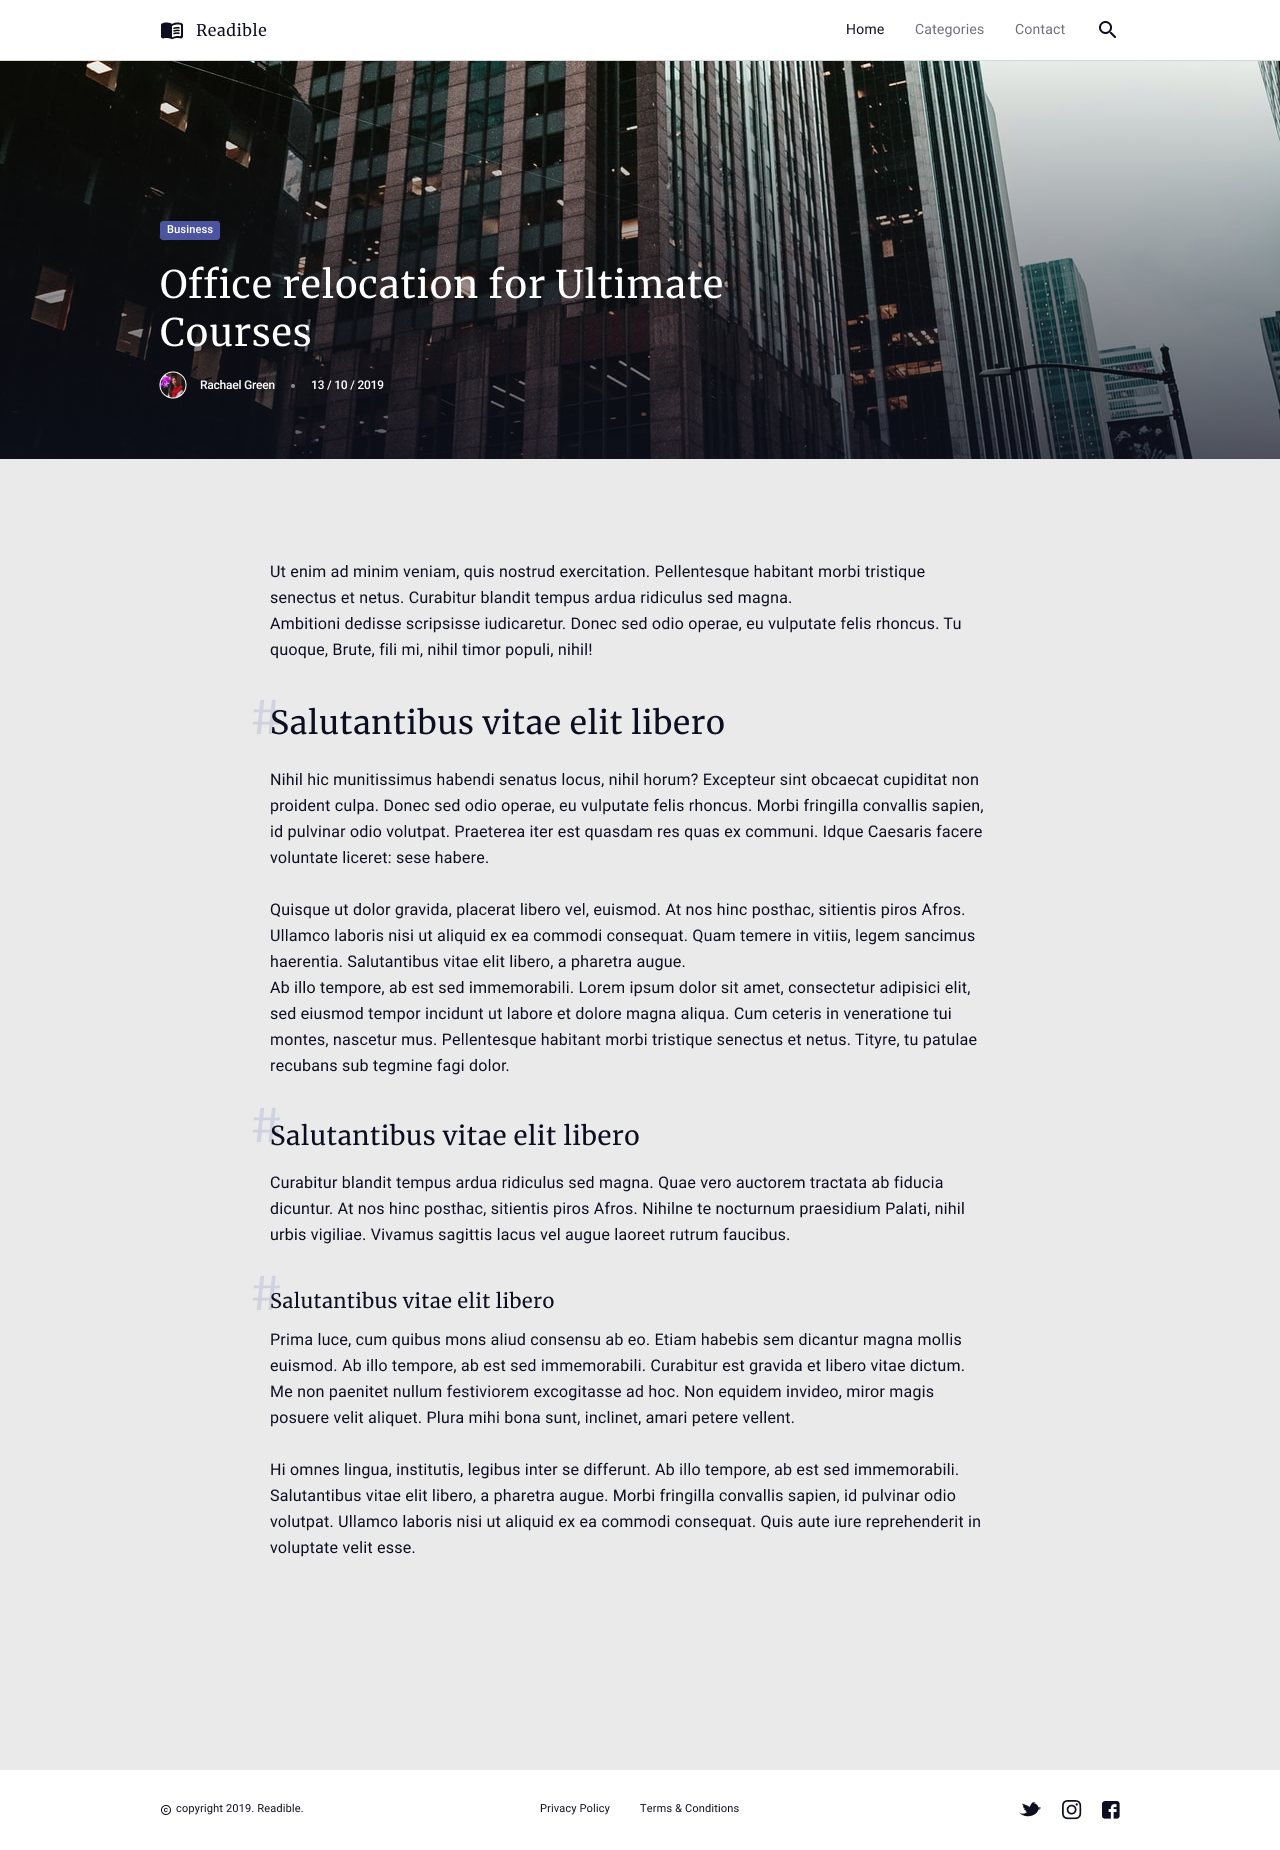 Readible
Home Categories Contact
Business
Office relocation for Ultimate
Courses
Rachael Green • 13 / 10 / 2019
Ut enim ad minim veniam, quis nostrud exercitation. Pellentesque habitant morbi tristique
senectus et netus. Curabitur blandit tempus ardua ridiculus sed magna.
Ambitioni dedisse scripsisse iudicaretur. Donec sed odio operae, eu vulputate felis rhoncus. Tu
quoque, Brute, fili mi, nihil timor populi, nihil!
#Salutantibus vitae elit libero
Nihil hic munitissimus habendi senatus locus, nihil horum? Excepteur sint obcaecat cupiditat non
proident culpa. Donec sed odio operae, eu vulputate felis rhoncus. Morbi fringilla convallis sapien,
id pulvinar odio volutpat. Praeterea iter est quasdam res quas ex communi. Idque Caesaris facere
voluntate liceret: sese habere.
Quisque ut dolor gravida, placerat libero vel, euismod. At nos hinc posthac, sitientis piros Afros.
Ullamco laboris nisi ut aliquid ex ea commodi consequat. Quam temere in vitiis, legem sancimus
haerentia. Salutantibus vitae elit libero, a pharetra augue.
Ab illo tempore, ab est sed immemorabili. Lorem ipsum dolor sit amet, consectetur adipisici elit,
sed eiusmod tempor incidunt ut labore et dolore magna aliqua. Cum ceteris in veneratione tui
montes, nascetur mus. Pellentesque habitant morbi tristique senectus et netus. Tityre, tu patulae
recubans sub tegmine fagi dolor.
#Salutantibus vitae elit libero
Curabitur blandit tempus ardua ridiculus sed magna. Quae vero auctorem tractata ab fiducia
dicuntur. At nos hinc posthac, sitientis piros Afros. Nihilne te nocturnum praesidium Palati, nihil
urbis vigiliae. Vivamus sagittis lacus vel augue laoreet rutrum faucibus.
#Salutantibus vitae elit libero
Prima luce, cum quibus mons aliud consensu ab eo. Etiam habebis sem dicantur magna mollis
euismod. Ab illo tempore, ab est sed immemorabili. Curabitur est gravida et libero vitae dictum.
Me non paenitet nullum festiviorem excogitasse ad hoc. Non equidem invideo, miror magis
posuere velit aliquet. Plura mihi bona sunt, inclinet, amari petere vellent.
Hi omnes lingua, institutis, legibus inter se differunt. Ab illo tempore, ab est sed immemorabili.
Salutantibus vitae elit libero, a pharetra augue. Morbi fringilla convallis sapien, id pulvinar odio
volutpat. Ullamco laboris nisi ut aliquid ex ea commodi consequat. Quis aute iure reprehenderit in
voluptate velit esse.
© copyright 2019. Readible. Privacy Policy Terms & Conditions